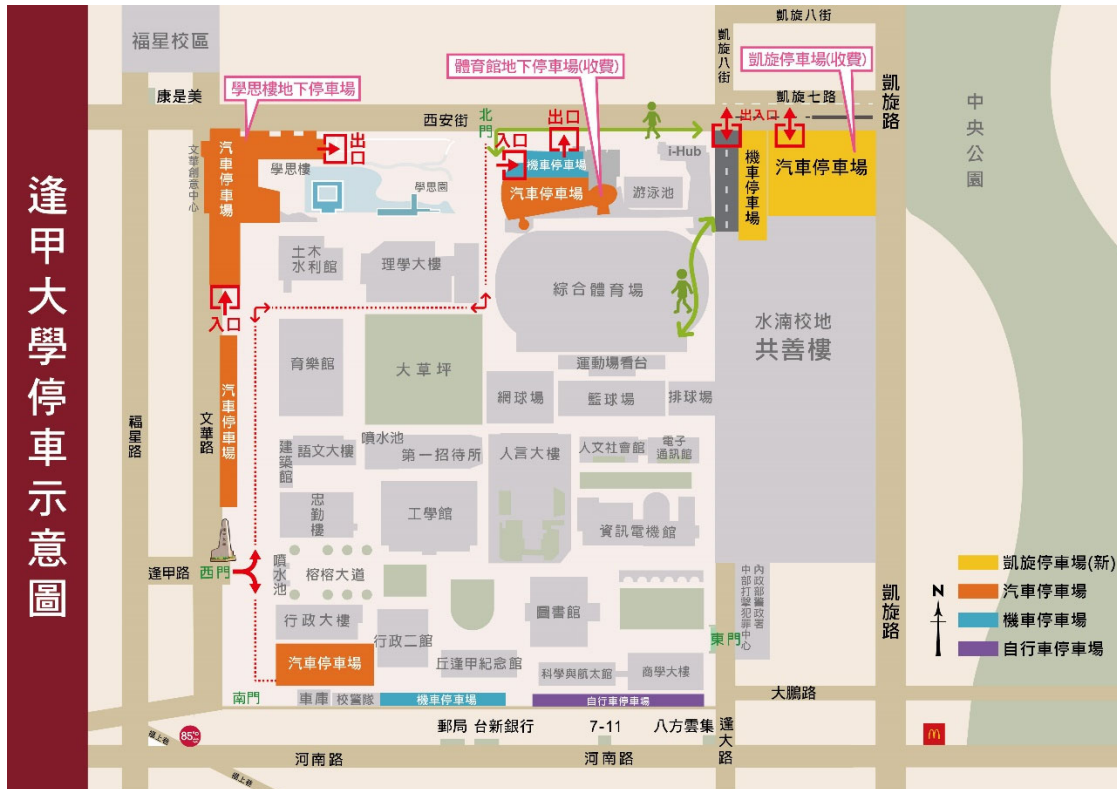 逢甲大學停車示意圖
福星校區
康是美
學思樓地下停車場
體育館地下停車場(收費)
凱旋停車場(收費)
凱旋八街
凱旋八街
凱旋七路
凱旋路
中央公園
西安街
北門
出口
入口
出口
出入口
文華創意中心
汽車停車場
學思樓
學思園
機車停車場
汽車停車場
i-Hub
游泳池
機車停車場
汽車停車場
土木
水利館
理學大樓
綜合體育場
入口
水湳校地
共善樓
育樂館
大草坪
運動場看台
網球場
籃球場
排球場
福星路
文華路
汽車停車場
建築館
語文大樓
噴水池
第一招待所
人言大樓
人文社會館
電子
通訊館
忠勤樓
工學館
資訊電機館
逢甲路
西門
噴水池
榕榕大道
圖書館
內政部警政署
中部打擊犯罪中心
凱旋路
凱旋停車場(新)
汽車停車場
機車停車場
自行車停車場
N
行政大樓
行政二館
東門
汽車停車場
丘逢甲紀念館
科學與航太館
商學大樓
南門
車庫
校警隊
機車停車場
自行車停車場
大鵬路
郵局
台新銀行
7-11
八方雲集
逢大路
福上巷
85°C
河南路
河南路
福上巷